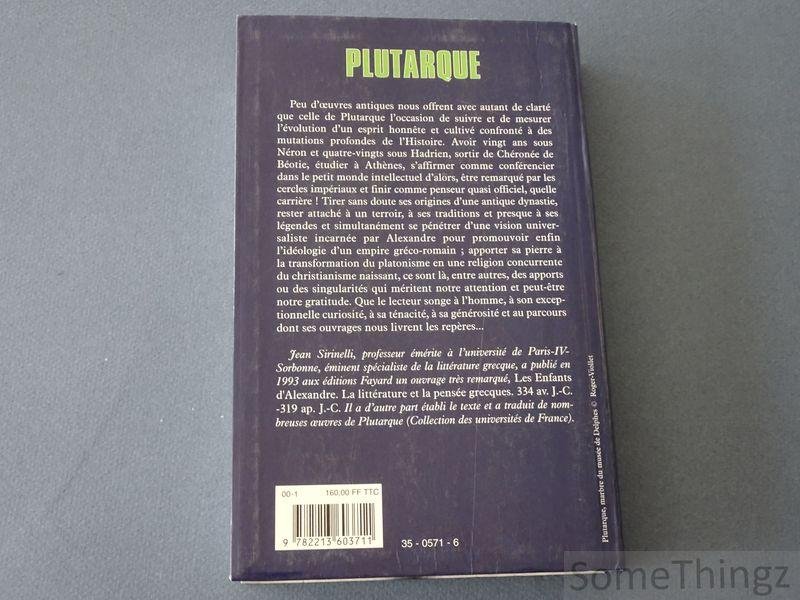 PLUTARQUE
Peu d'œuvres antiques nous offrent avec autant de clarté
que celle de Plutarque l'occasion de suivre et de mesurer
l'évolution d'un esprit honnête et cultivé confronté à des
mutations profondes de l'Histoire. Avoir vingt ans sous
Néron et quatre-vingts sous Hadrien, sortir de Chéronée de
Béotie, étudier à Athènes, s'affirmer comme conférencier
dans le petit monde intellectuel d'alors, être remarqué par les
cercles impériaux et finir comme penseur quasi officiel, quelle
carrière ! Tirer sans doute ses origines d'une antique dynastie,
rester attaché à un terroir, à ses traditions et presque à ses
légendes et simultanément se pénétrer d'une vision univer-
saliste incarnée par Alexandre pour promouvoir enfin
l'idéologie d'un empire gréco-romain ; apporter sa pierre à
la transformation du platonisme en une religion concurrente
du christianisme naissant, ce sont là, entre autres, des apports
ou des singularités qui méritent notre attention et peut-être
notre gratitude. Que le lecteur songe à l'homme, à son excep-
tionnelle curiosité, à sa ténacité, à sa générosité et au parcours
dont ses ouvrages nous livrent les repères...
Jean Sirinelli, professeur émérite à l'université de Paris-IV-
Sorbonne, éminent spécialiste de la littérature grecque, a publié en
1993 aux éditions Fayard un ouvrage très remarqué, Les Enfants
d'Alexandre. La littérature et la pensée grecques. 334 av. J.-C.
-319 ap. J.-C. Il a d'autre part établi le texte et a traduit de nom-
breuses œuvres de Plutarque (Collection des universités de France).
Plutarque, marbre du musée de Delphes © Roger-Viollet
00-1 160,00 FF TTC
9 782213 603711
35 - 0571 - 6
SomeThingz